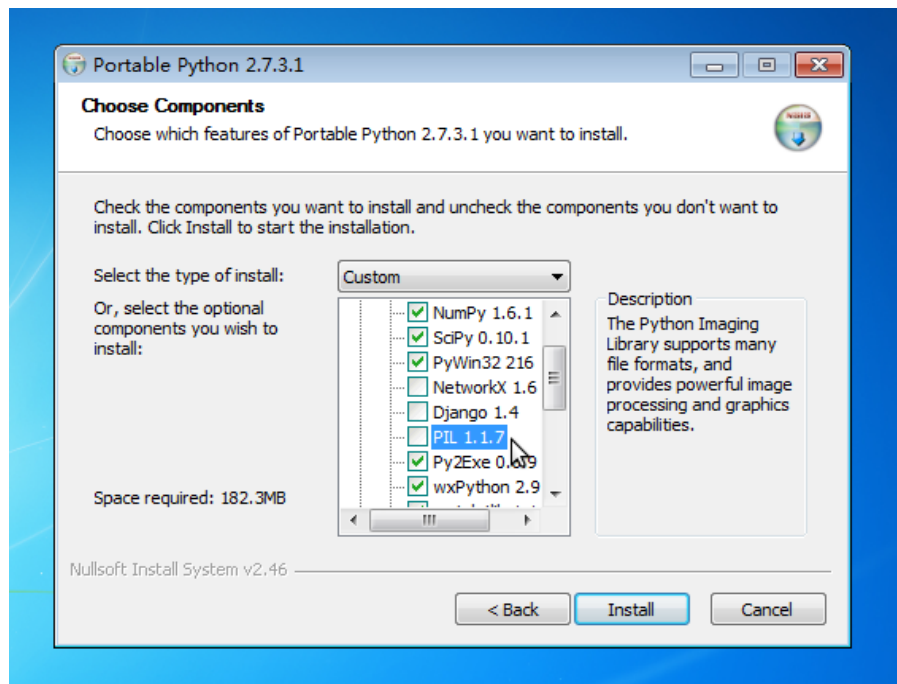 Portable Python 2.7.3.1
Choose Components
Choose which features of Portable Python 2.7.3.1 you want to install.
Check the components you want to install and uncheck the components you don't want to
install. Click Install to start the installation.
Select the type of install:
Custom
Or, select the optional
components you wish to
install:
NumPy 1.6.1
SciPy 0.10.1
PyWin32 216
NetworkX 1.6
Django 1.4
PIL 1.1.7
Py2Exe
wxPython 2.9
Description
The Python Imaging
Library supports many
file formats, and
provides powerful image
processing and graphics
capabilities.
Space required: 182.3MB
Nullsoft Install System v2.46
< Back
Install
Cancel